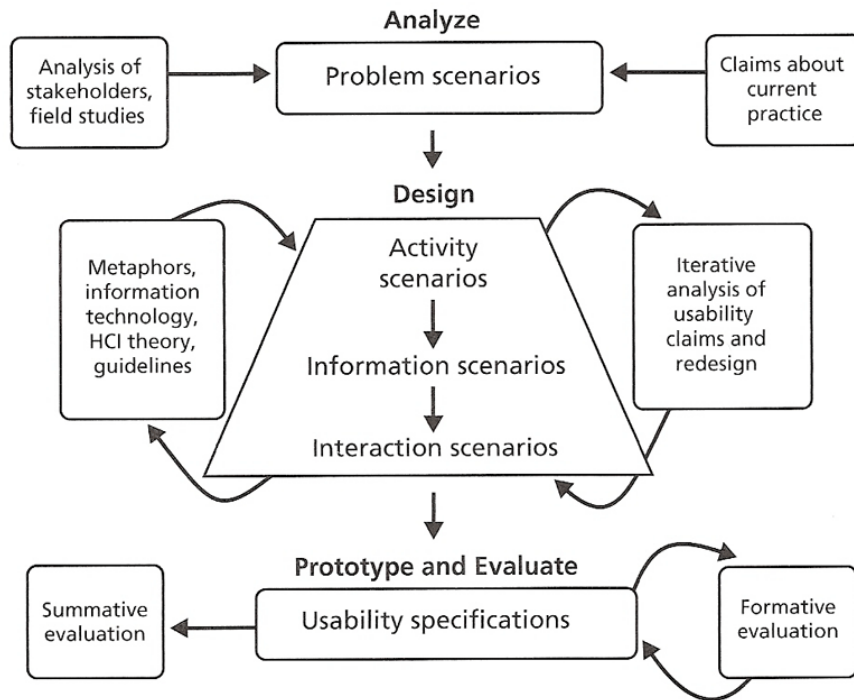 Analyze
Analysis of
stakeholders,
field studies
Problem scenarios
Claims about
current
practice
Design
Metaphors,
information
technology,
HCI theory,
guidelines
Activity
scenarios
Information scenarios
Interaction scenarios
Iterative
analysis of
usability
claims and
redesign
Prototype and Evaluate
Summative
evaluation
Usability specifications
Formative
evaluation